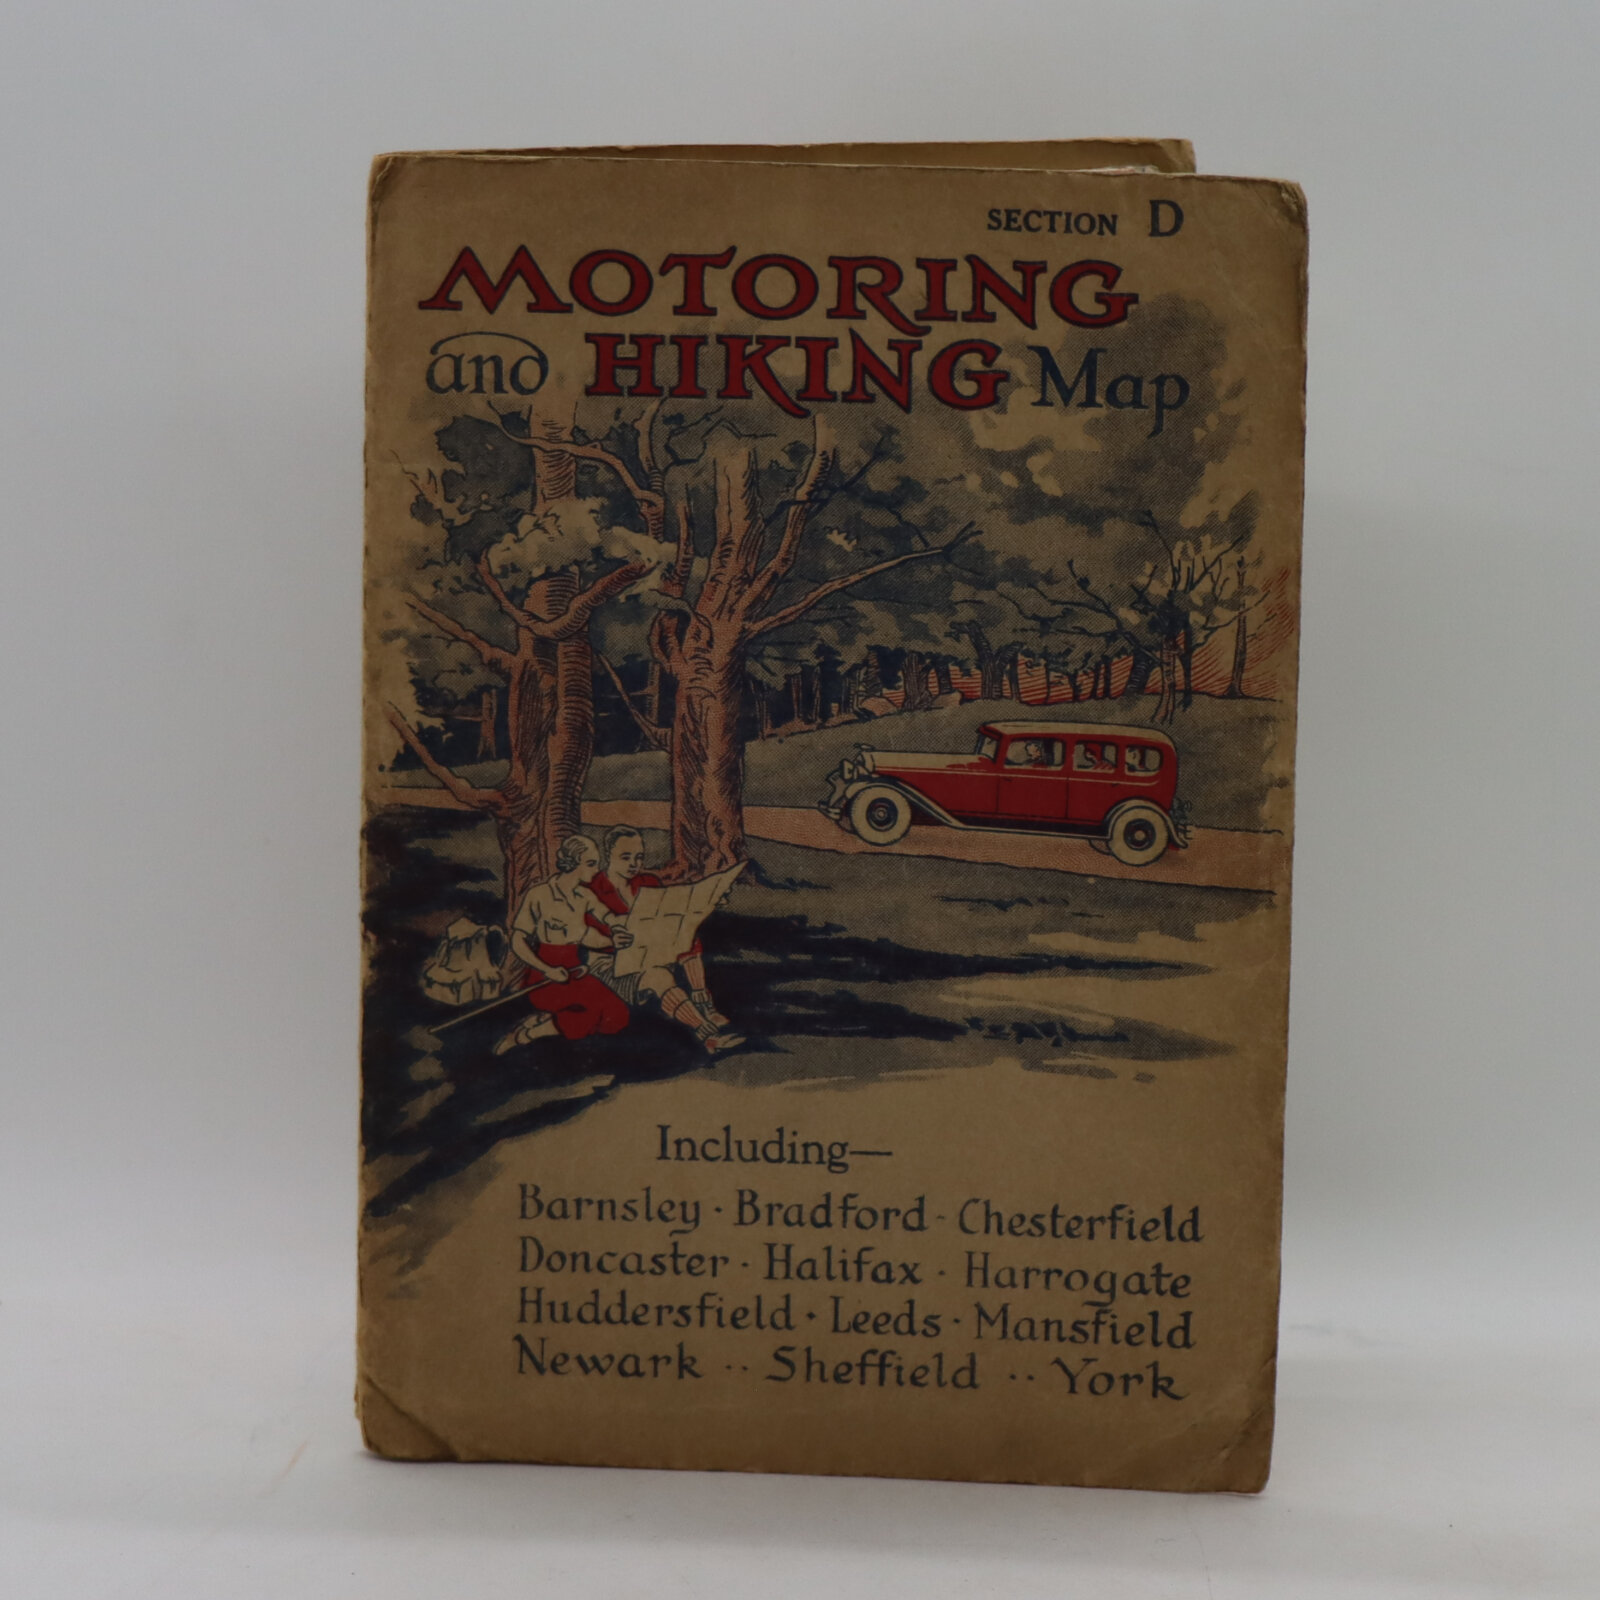 SECTION D
MOTORING
and HIKING Map
Including—
Barnsley · Bradford · Chesterfield
Doncaster · Halifax · Harrogate
Huddersfield · Leeds · Mansfield
Newark ·· Sheffield ·· York